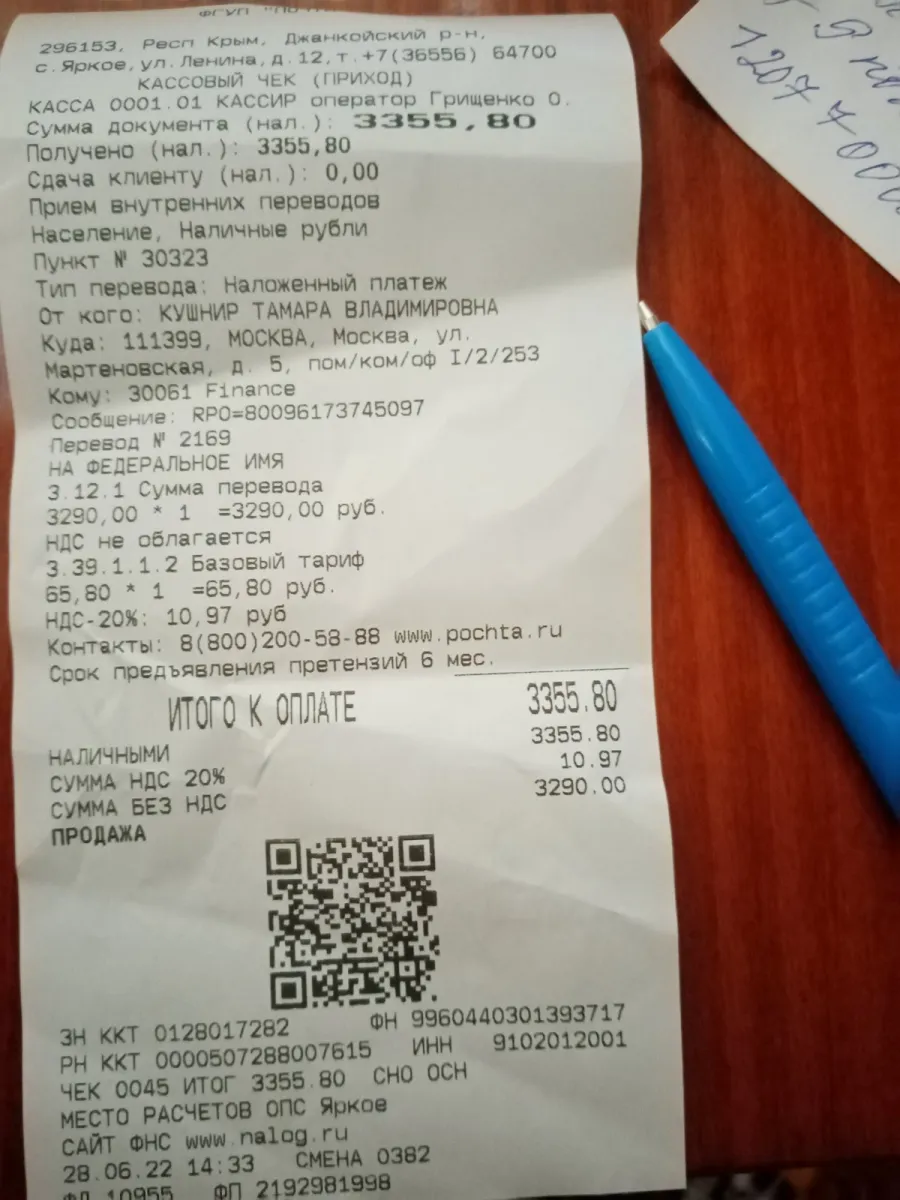 ФГУП "ПОЧТА
296153, Респ Крым, Джанкойский р-н,
с.Яркое,ул.Ленина,д.12,т.+7(36556) 64700
КАССОВЫЙ ЧЕК (ПРИХОД)
КАССА 0001.01 КАССИР оператор Грищенко О.
Сумма документа (нал.): 3355,80
Получено (нал.): 3355,80
Сдача клиенту (нал.): 0,00
Прием внутренних переводов
Население, Наличные рубли
Пункт № 30323
Тип перевода: Наложенный платеж
От кого: КУШНИР ТАМАРА ВЛАДИМИРОВНА
Куда: 111399, МОСКВА, Москва, ул.
Мартеновская, д. 5, пом/ком/оф I/2/253
Кому: 30061 Finance
Сообщение: RPO=80096173745097
Перевод № 2169
НА ФЕДЕРАЛЬНОЕ ИМЯ
3.12.1 Сумма перевода
3290,00 * 1 =3290,00 руб.
НДС не облагается
3.39.1.1.2 Базовый тариф
65,80 * 1 =65,80 руб.
НДС-20%: 10,97 руб
Контакты: 8(800)200-58-88 www.pochta.ru
Срок предъявления претензий 6 мес.
ИТОГО К ОПЛАТЕ 3355.80
НАЛИЧНЫМИ 3355.80
СУММА НДС 20% 10.97
СУММА БЕЗ НДС 3290.00
ПРОДАЖА
ЗН ККТ 0128017282 ФН 9960440301393717
РН ККТ 0000507288007615 ИНН 9102012001
ЧЕК 0045 ИТОГ 3355.80 СНО ОСН
МЕСТО РАСЧЕТОВ ОПС Яркое
САЙТ ФНС www.nalog.ru
28.06.22 14:33 СМЕНА 0382
ФД 10955 ФП 2192981998
Я
1207 7 000